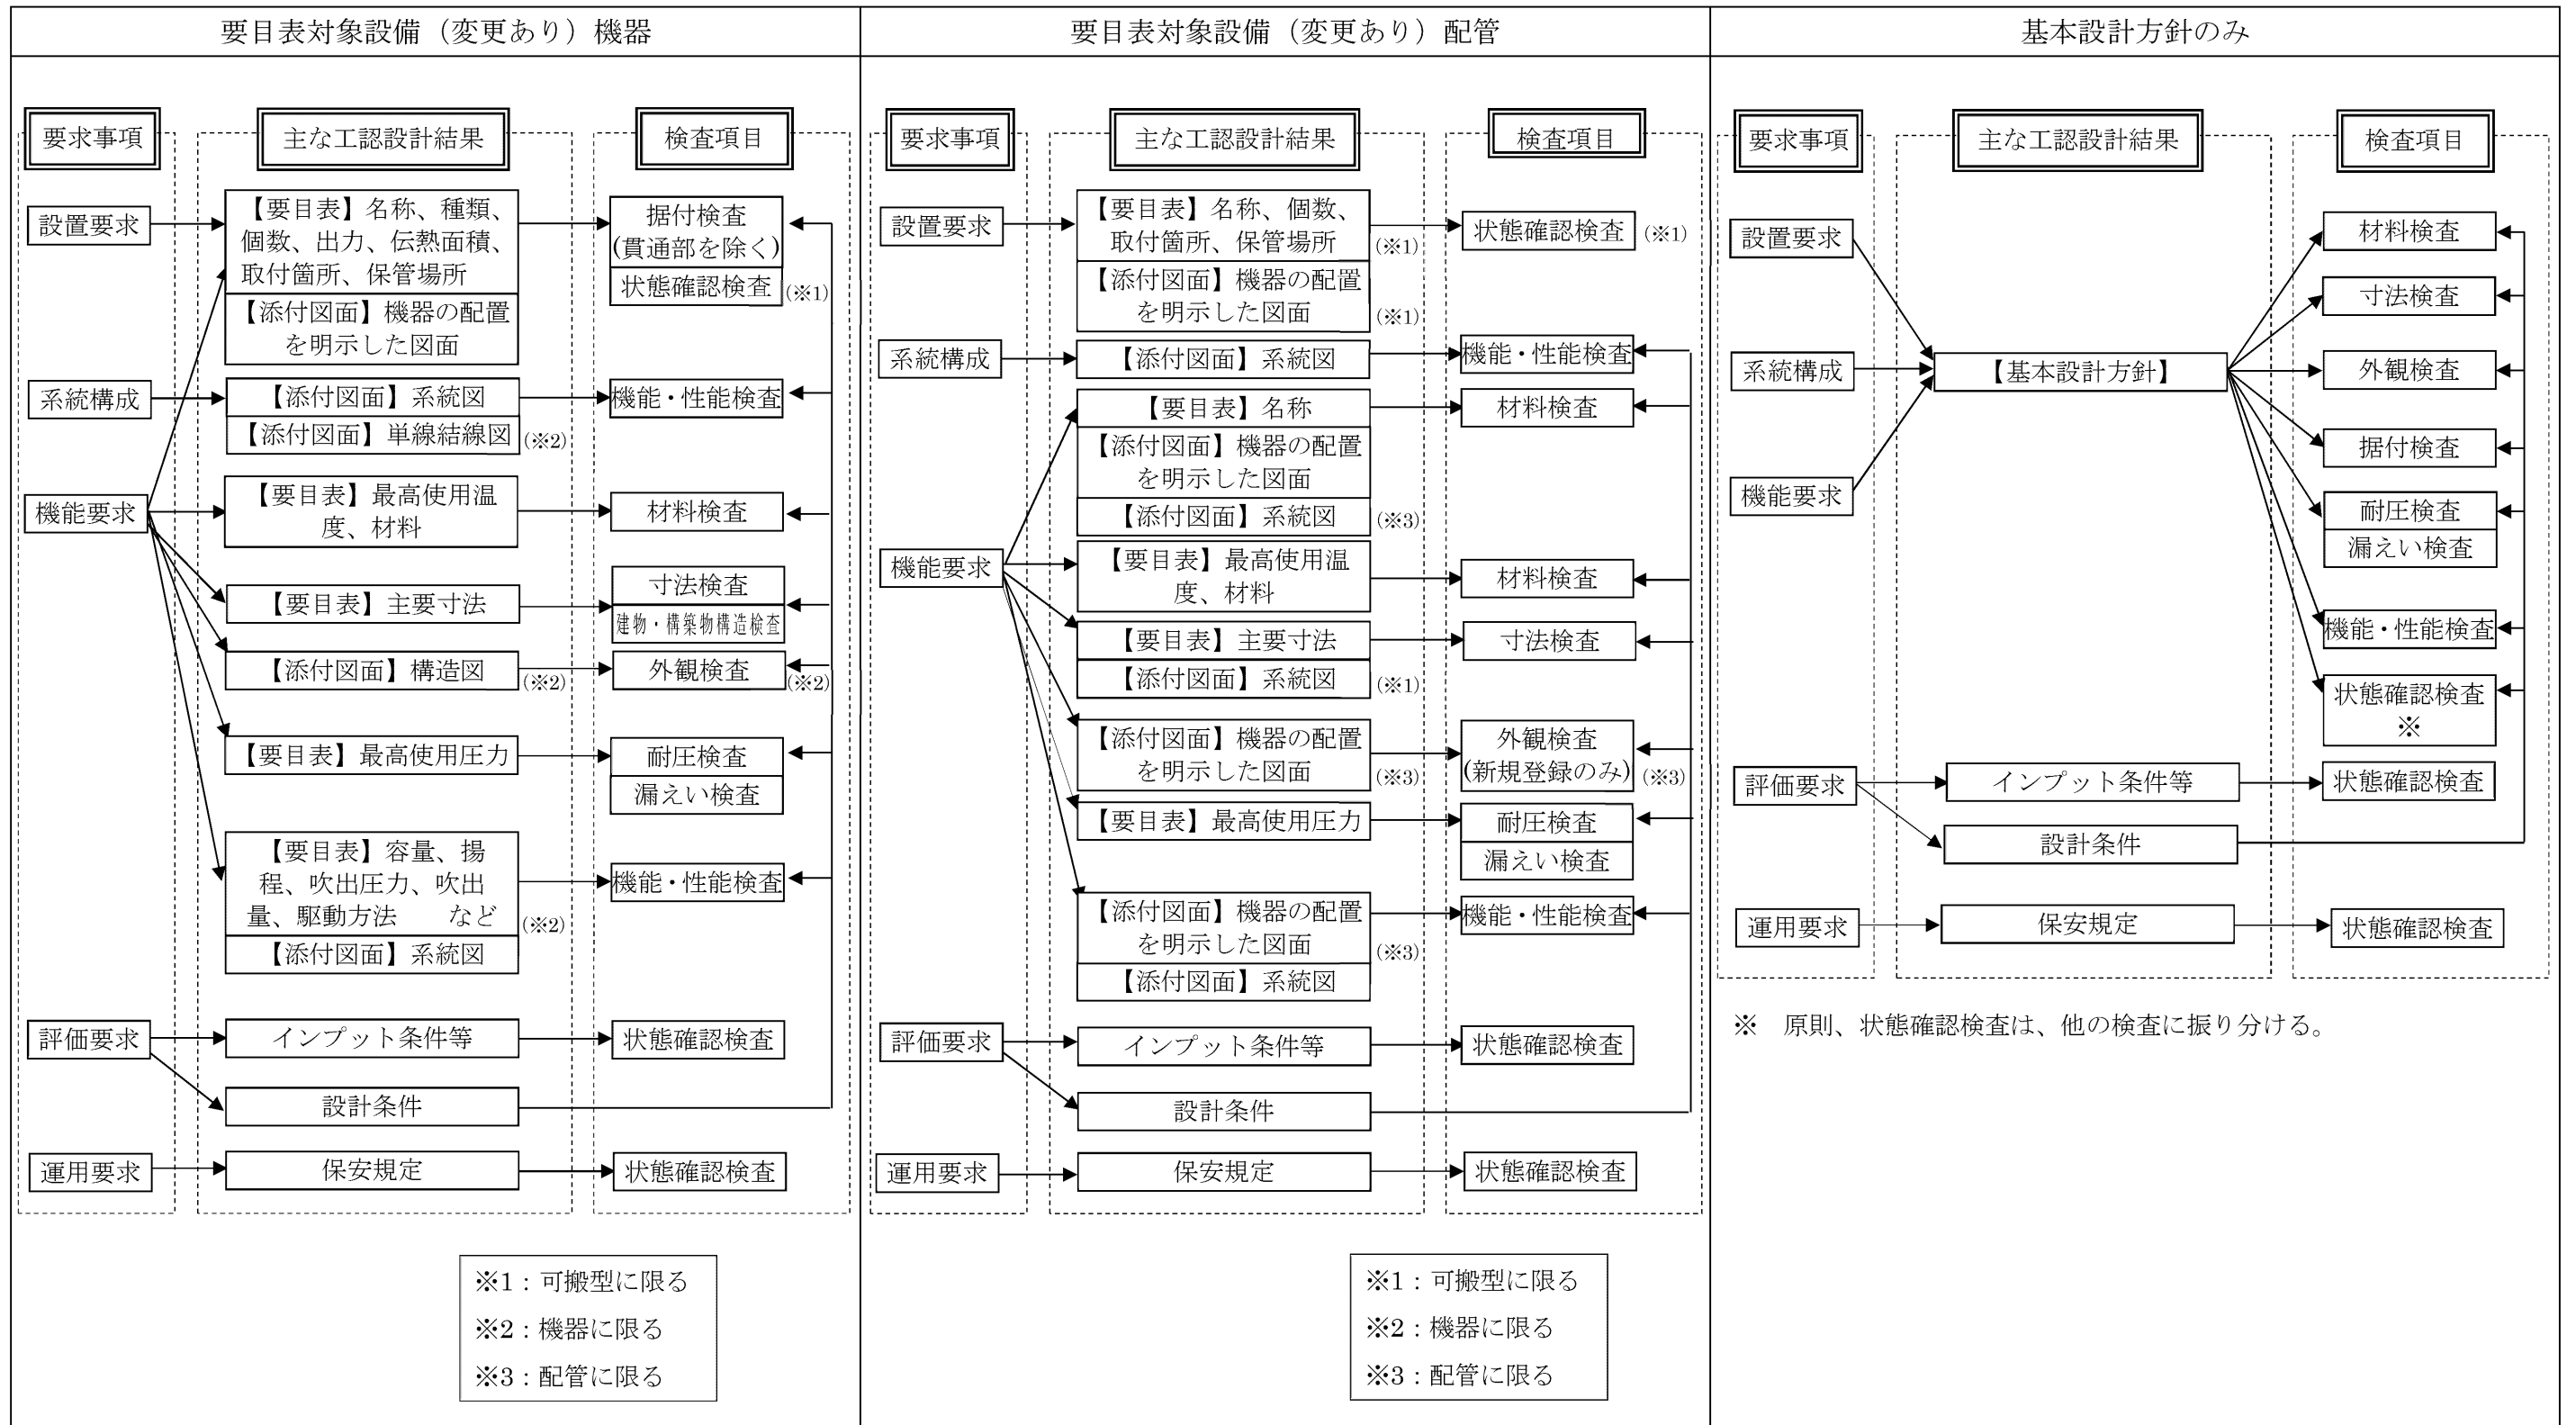 要目表対象設備（変更あり）機器
要求事項
主な工認設計結果
検査項目
設置要求
【要目表】名称、種類、
個数、出力、伝熱面積、
取付箇所、保管場所
【添付図面】機器の配置
を明示した図面
据付検査
(貫通部を除く)
状態確認検査
(※1)
系統構成
【添付図面】系統図
【添付図面】単線結線図
(※2)
機能・性能検査
機能要求
【要目表】最高使用温
度、材料
材料検査
【要目表】主要寸法
寸法検査
建物・構築物構造検査
【添付図面】構造図
(※2)
外観検査
(※2)
【要目表】最高使用圧力
耐圧検査
漏えい検査
【要目表】容量、揚
程、吹出圧力、吹出
量、駆動方法　　など
(※2)
【添付図面】系統図
機能・性能検査
評価要求
インプット条件等
状態確認検査
設計条件
運用要求
保安規定
状態確認検査
※1：可搬型に限る
※2：機器に限る
※3：配管に限る
要目表対象設備（変更あり）配管
要求事項
主な工認設計結果
検査項目
設置要求
【要目表】名称、個数、
取付箇所、保管場所
(※1)
【添付図面】機器の配置
を明示した図面
(※1)
状態確認検査
(※1)
系統構成
【添付図面】系統図
機能・性能検査
【要目表】名称
【添付図面】機器の配置
を明示した図面
【添付図面】系統図
(※3)
材料検査
機能要求
【要目表】最高使用温
度、材料
材料検査
【要目表】主要寸法
【添付図面】系統図
(※1)
寸法検査
【添付図面】機器の配置
を明示した図面
(※3)
外観検査
(新規登録のみ)
(※3)
【要目表】最高使用圧力
耐圧検査
漏えい検査
【添付図面】機器の配置
を明示した図面
(※3)
【添付図面】系統図
機能・性能検査
評価要求
インプット条件等
状態確認検査
設計条件
運用要求
保安規定
状態確認検査
※1：可搬型に限る
※2：機器に限る
※3：配管に限る
基本設計方針のみ
要求事項
主な工認設計結果
検査項目
設置要求
系統構成
機能要求
【基本設計方針】
材料検査
寸法検査
外観検査
据付検査
耐圧検査
漏えい検査
機能・性能検査
状態確認検査
※
評価要求
インプット条件等
状態確認検査
設計条件
運用要求
保安規定
状態確認検査
※　原則、状態確認検査は、他の検査に振り分ける。